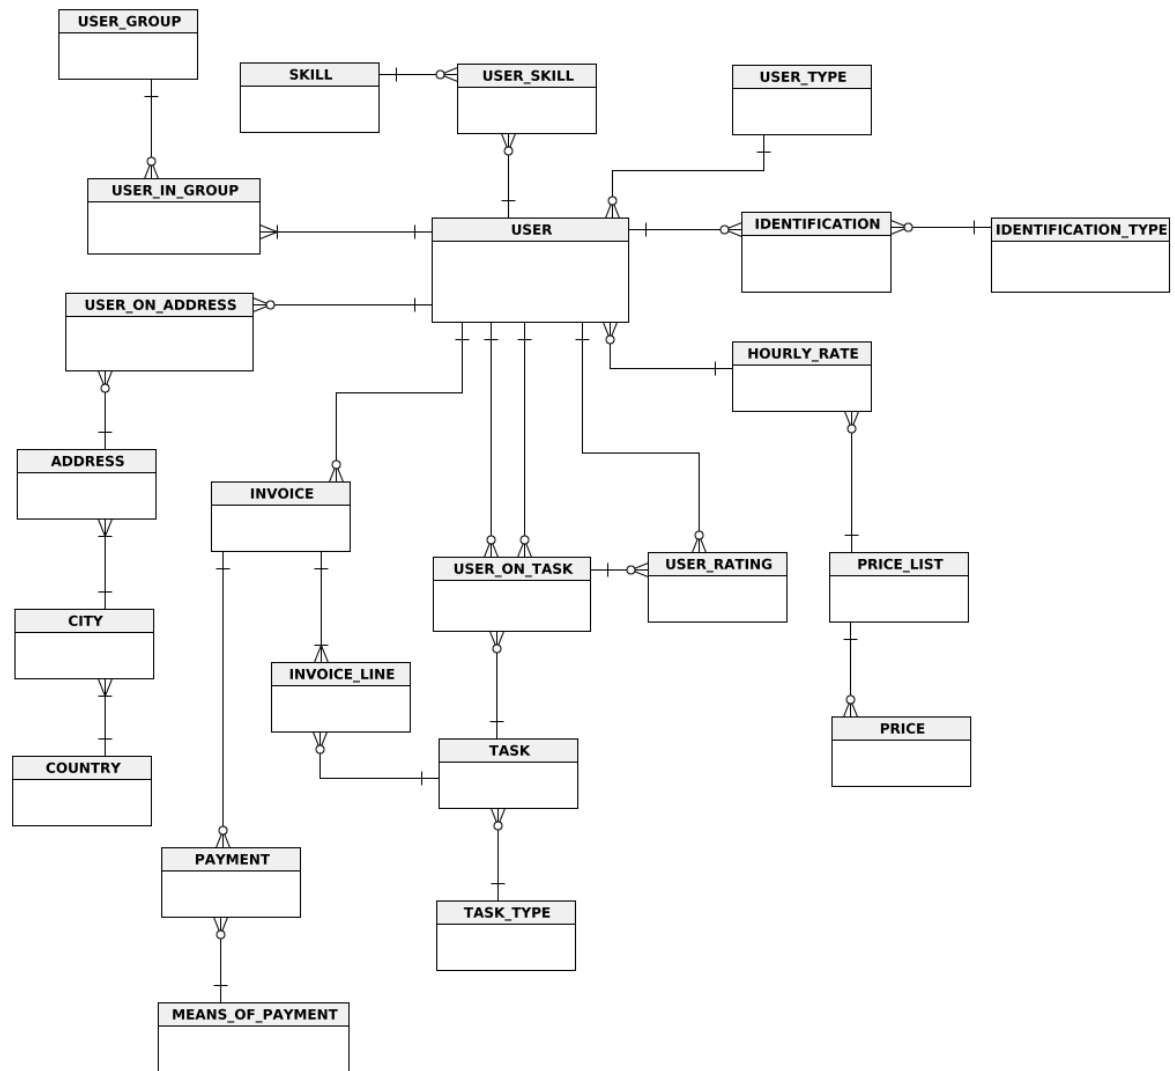 USER_GROUP
SKILL
USER_SKILL
USER_TYPE
USER_IN_GROUP
USER
IDENTIFICATION
IDENTIFICATION_TYPE
USER_ON_ADDRESS
HOURLY_RATE
ADDRESS
INVOICE
USER_ON_TASK
USER_RATING
PRICE_LIST
CITY
INVOICE_LINE
PRICE
TASK
COUNTRY
PAYMENT
TASK_TYPE
MEANS_OF_PAYMENT